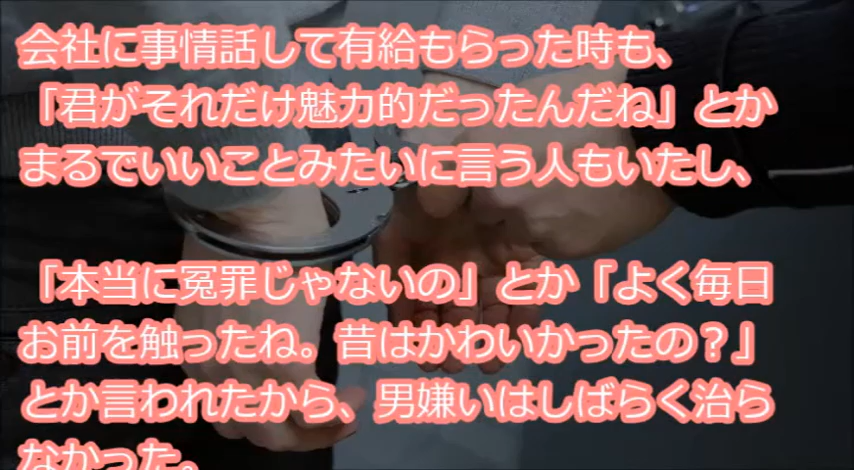 会社に事情話して有給もらった時も、
「君がそれだけ魅力的だったんだね」とか
まるでいいことみたいに言う人もいたし、
「本当に冤罪じゃないの」とか「よく毎日
お前を触ったね。昔はかわいかったの？」
とか言われたから、男嫌いはしばらく治ら
なかった。